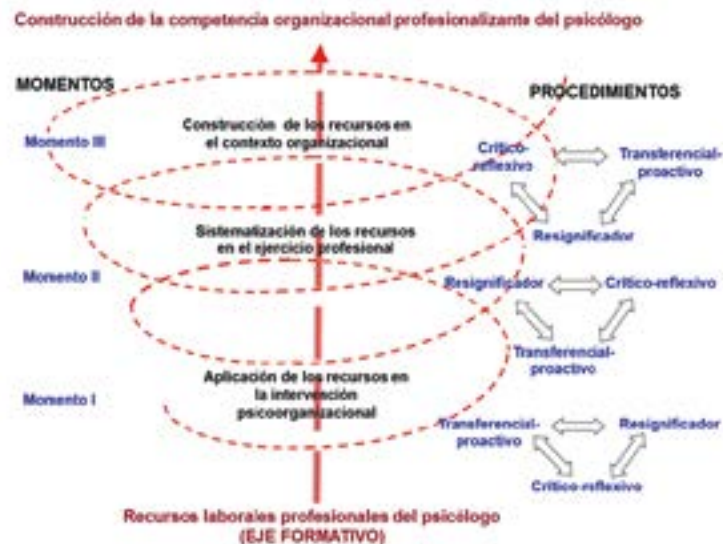 Construcción de la competencia organizacional profesionalizante del psicólogo
MOMENTOS
PROCEDIMIENTOS
Momento III
Construcción de los recursos en
el contexto organizacional
Crítico-
reflexivo
Transferencial-
proactivo
Resignificador
Sistematización de los recursos
en el ejercicio profesional
Momento II
Resignificador
Crítico-reflexivo
Transferencial-
proactivo
Momento I
Aplicación de los recursos en
la intervención
psicoorganizacional
Transferencial-
proactivo
Resignificador
Crítico-reflexivo
Recursos laborales profesionales del psicólogo
(EJE FORMATIVO)